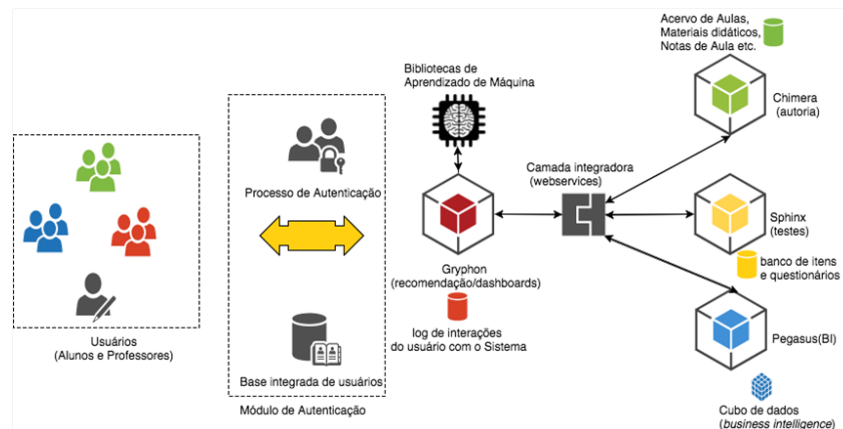 Usuários
(Alunos e Professores)
Processo de Autenticação
Base integrada de usuários
Módulo de Autenticação
Bibliotecas de
Aprendizado de Máquina
Gryphon
(recomendação/dashboards)
log de interações
do usuário com o Sistema
Camada integradora
(webservices)
Acervo de Aulas,
Materiais didáticos,
Notas de Aula etc.
Chimera
(autoria)
Sphinx
(testes)
banco de itens
e questionários
Pegasus(BI)
Cubo de dados
(business intelligence)